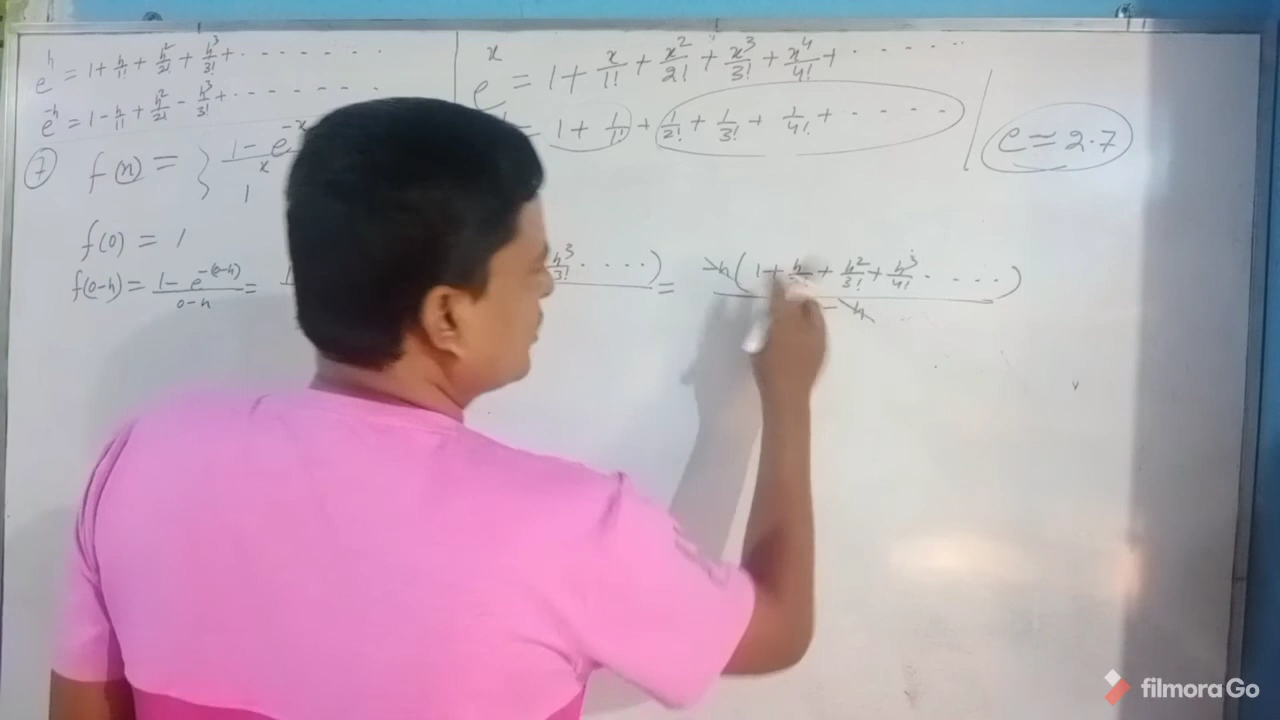 e^h = 1 + h/1! + h²/2! + h³/3! + - - - - - - -
e^-h = 1 - h/1! + h²/2! - h³/3! + - - - - - - -
e^x = 1 + x/1! + x²/2! + x³/3! + x⁴/4! + - - - - - -
= 1 + 1/1! + 1/2! + 1/3! + 1/4! + - - - - -
e ≃ 2.7
7 f(x) = { 1 - e^-x / x
1
f(0) = 1
f(0-h) = 1 - e^-(0-h) / 0-h = h³/3! - - - - ) = -h(1 + h/ + h²/3! + h³/4! - - - - - ) / -h
filmoraGo